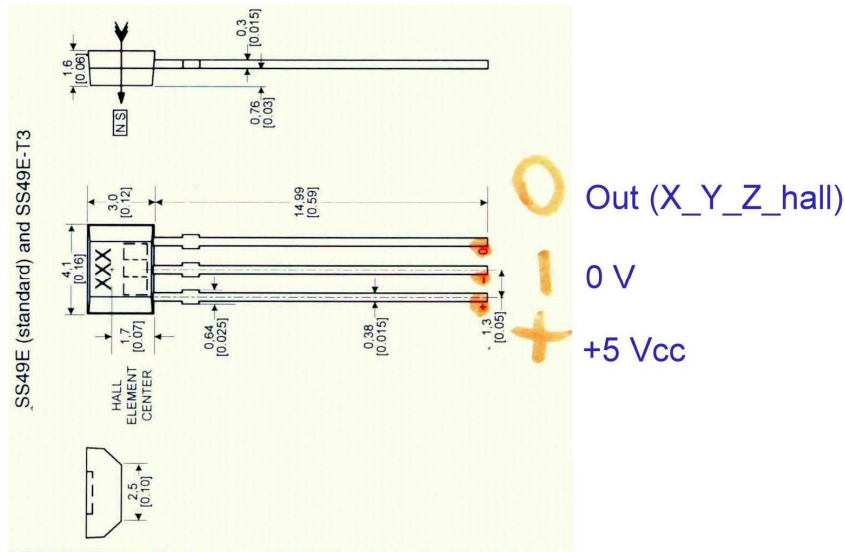 SS49E (standard) and SS49E-T3
1,6
[0.06]
N S
0,3
[0.015]
0,76
[0.03]
3,0
[0.12]
14,99
[0.59]
4,1
[0.16]
XXX
0
-
+
1,7
[0.07]
0,64
[0.025]
0,38
[0.015]
1,3
[0.05]
HALL
ELEMENT
CENTER
2,5
[0.10]
O
Out (X_Y_Z_hall)
-
0 V
+
+5 Vcc